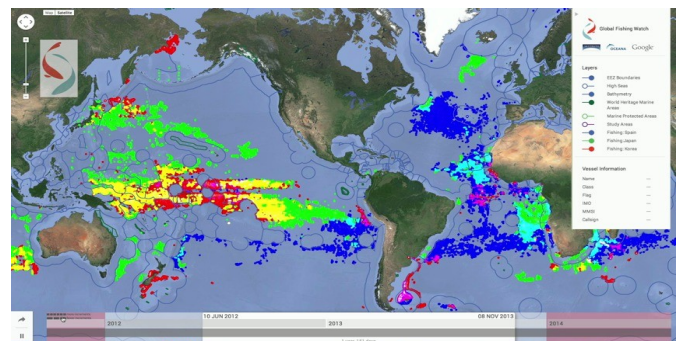 Map
Satellite
Global Fishing Watch
OCEANA
Google
Layers
EEZ Boundaries
High Seas
Bathymetry
World Heritage Marine
Areas
Marine Protected Areas
Study Areas
Fishing: Spain
Fishing: Japan
Fishing: Korea
Vessel Information
Name
Class
Flag
IMO
MMSI
Callsign
10 JUN 2012
08 NOV 2013
2012
2013
2014